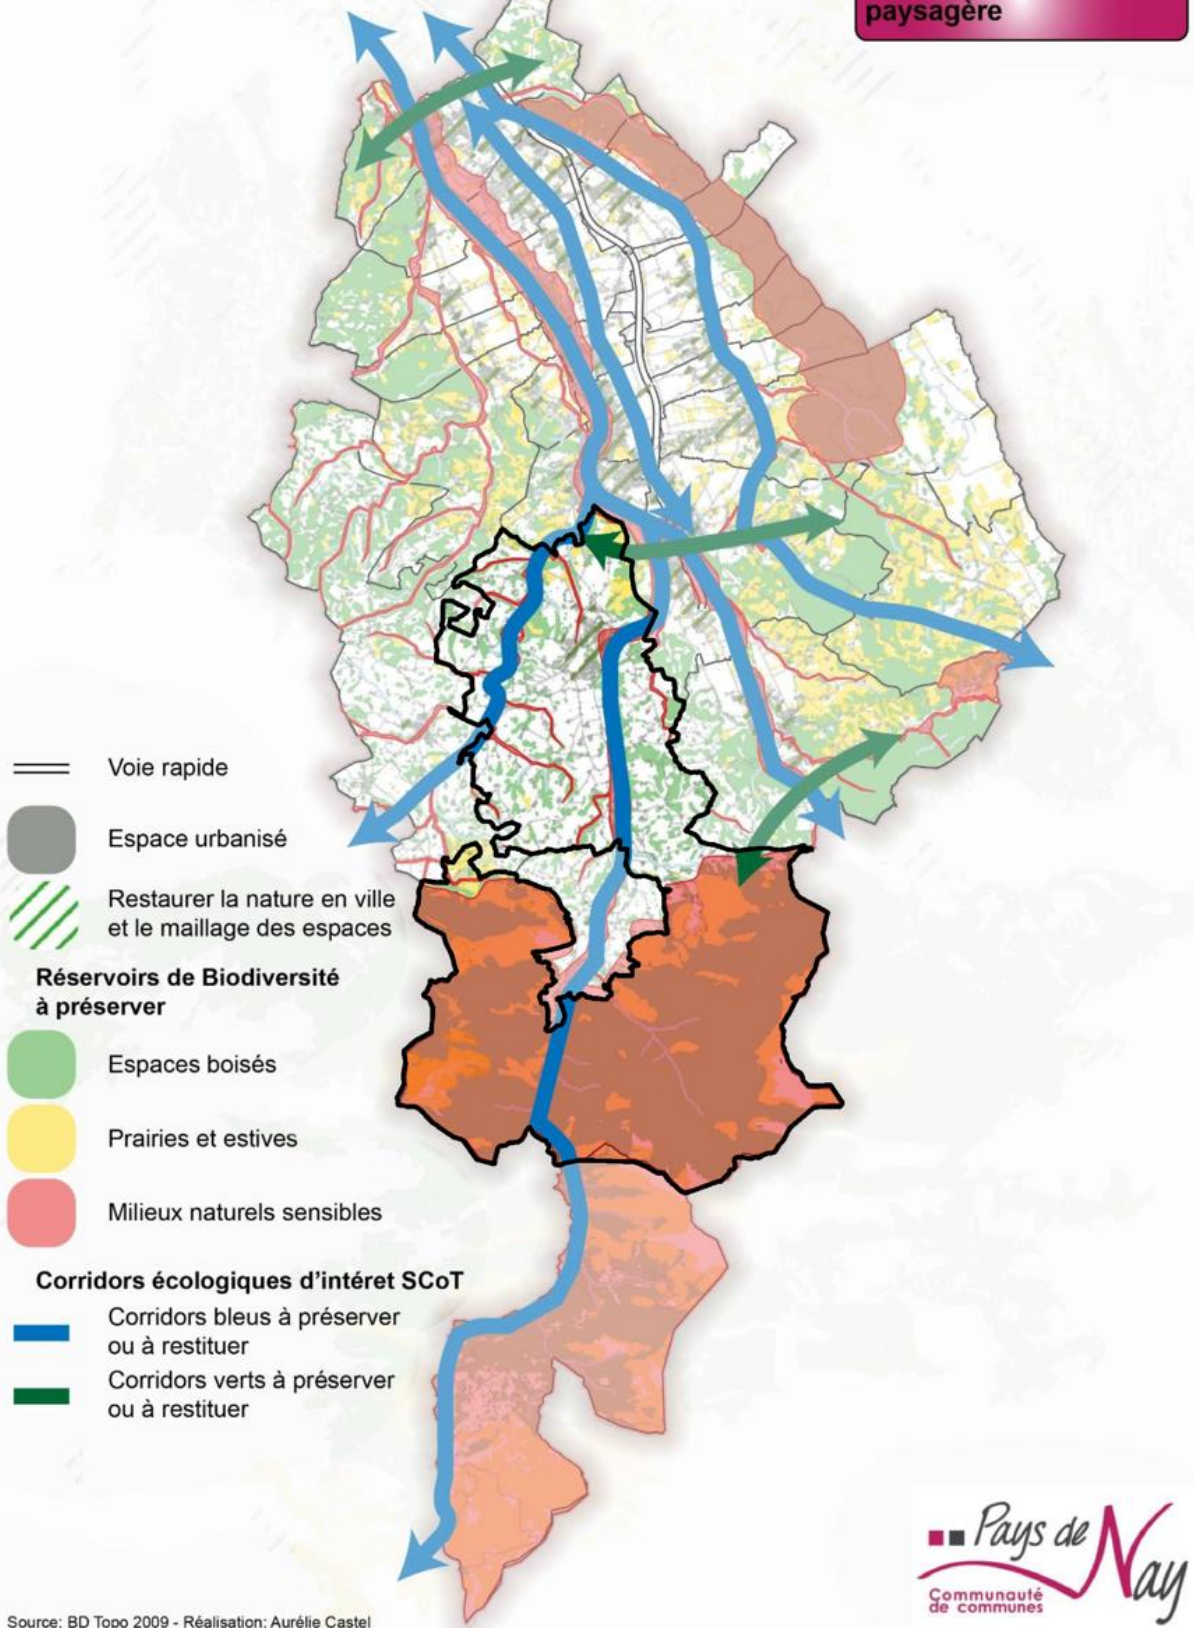 paysagère
Voie rapide
Espace urbanisé
Restaurer la nature en ville
et le maillage des espaces
Réservoirs de Biodiversité
à préserver
Espaces boisés
Prairies et estives
Milieux naturels sensibles
Corridors écologiques d'intéret SCoT
Corridors bleus à préserver
ou à restituer
Corridors verts à préserver
ou à restituer
Pays de Nay
Communauté
de communes
Source: BD Topo 2009 - Réalisation: Aurélie Castel